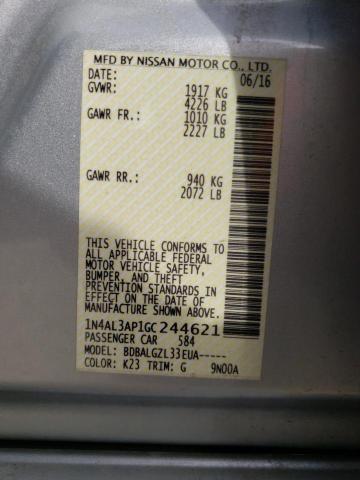 MFD BY NISSAN MOTOR CO., LTD.
DATE: 06/16
GVWR: 1917 KG
4226 LB
GAWR FR.: 1010 KG
2227 LB
GAWR RR.: 940 KG
2072 LB
THIS VEHICLE CONFORMS TO
ALL APPLICABLE FEDERAL
MOTOR VEHICLE SAFETY,
BUMPER, AND THEFT
PREVENTION STANDARDS IN
EFFECT ON THE DATE OF
MANUFACTURE SHOWN ABOVE.
1N4AL3AP1GC244621
PASSENGER CAR 584
MODEL: BDBALGZL33EUA-----
COLOR: K23 TRIM: G 9N00A